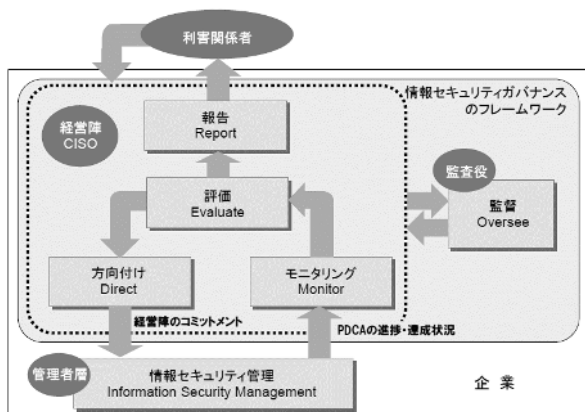 利害関係者
情報セキュリティガバナンス
のフレームワーク
経営陣
CISO
報告
Report
監査役
評価
Evaluate
監督
Oversee
方向付け
Direct
モニタリング
Monitor
経営陣のコミットメント
PDCAの進捗・達成状況
管理者層
情報セキュリティ管理
Information Security Management
企 業